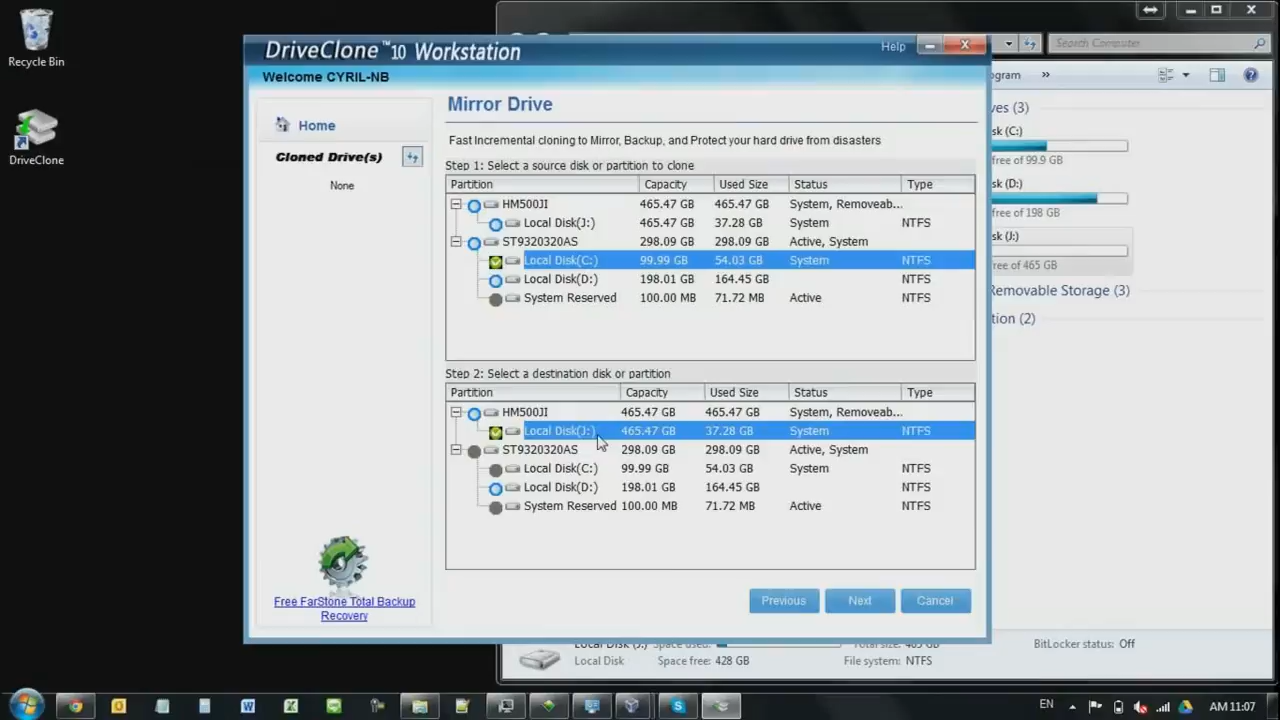 Recycle Bin
DriveClone
DriveClone™10 Workstation
Help
Welcome CYRIL-NB
Home
Cloned Drive(s)
None
Free FarStone Total Backup
Recovery
Mirror Drive
Fast Incremental cloning to Mirror, Backup, and Protect your hard drive from disasters
Step 1: Select a source disk or partition to clone
Partition Capacity Used Size Status Type
HM500JI 465.47 GB 465.47 GB System, Removeab...
Local Disk(J:) 465.47 GB 37.28 GB System NTFS
ST9320320AS 298.09 GB 298.09 GB Active, System
Local Disk(C:) 99.99 GB 54.03 GB System NTFS
Local Disk(D:) 198.01 GB 164.45 GB NTFS
System Reserved 100.00 MB 71.72 MB Active NTFS
Step 2: Select a destination disk or partition
Partition Capacity Used Size Status Type
HM500JI 465.47 GB 465.47 GB System, Removeab...
Local Disk(J:) 465.47 GB 37.28 GB System NTFS
ST9320320AS 298.09 GB 298.09 GB Active, System
Local Disk(C:) 99.99 GB 54.03 GB System NTFS
Local Disk(D:) 198.01 GB 164.45 GB NTFS
System Reserved 100.00 MB 71.72 MB Active NTFS
Previous Next Cancel
Search Computer
ogram »
ves (3)
sk (C:)
free of 99.9 GB
sk (D:)
free of 198 GB
sk (J:)
ree of 465 GB
Removable Storage (3)
tion (2)
Local Disk (J:) Space used: Total size: 465 GB BitLocker status: Off
Local Disk Space free: 428 GB File system: NTFS
EN AM 11:07